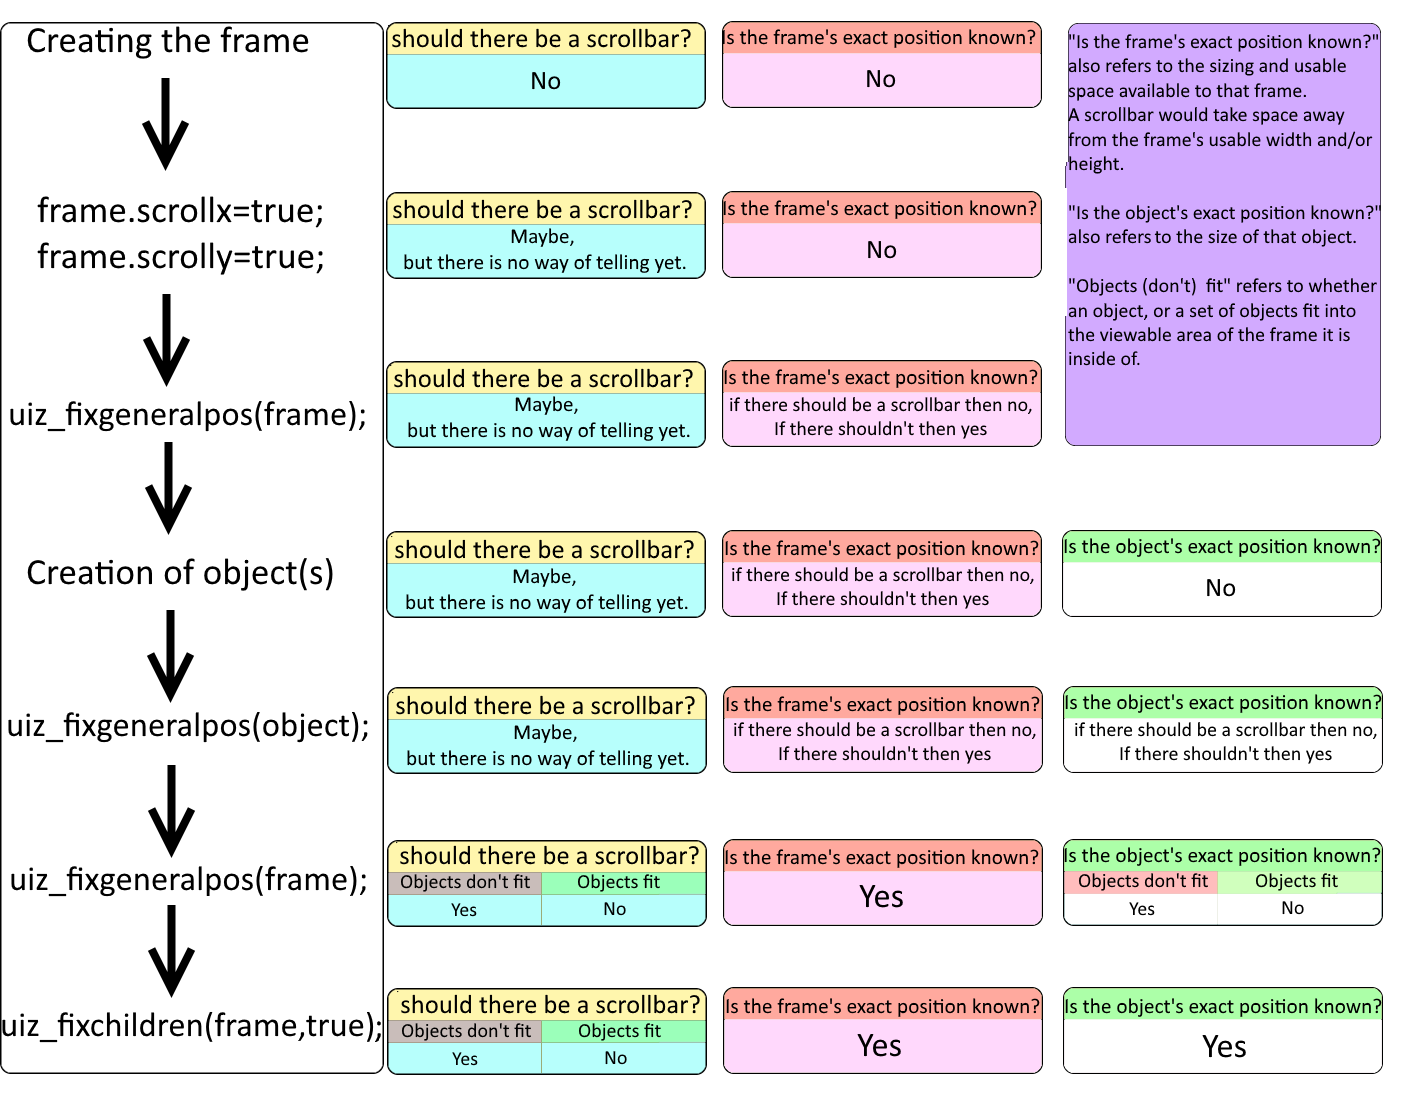 Creating the frame
should there be a scrollbar?
No
Is the frame's exact position known?
No
"Is the frame's exact position known?"
also refers to the sizing and usable
space available to that frame.
A scrollbar would take space away
from the frame's usable width and/or
height.
"Is the object's exact position known?"
also refers to the size of that object.
"Objects (don't)  fit" refers to whether
an object, or a set of objects fit into
the viewable area of the frame it is
inside of.
frame.scrollx=true;
frame.scrolly=true;
should there be a scrollbar?
Maybe,
but there is no way of telling yet.
Is the frame's exact position known?
No
uiz_fixgeneralpos(frame);
should there be a scrollbar?
Maybe,
but there is no way of telling yet.
Is the frame's exact position known?
if there should be a scrollbar then no,
If there shouldn't then yes
Creation of object(s)
should there be a scrollbar?
Maybe,
but there is no way of telling yet.
Is the frame's exact position known?
if there should be a scrollbar then no,
If there shouldn't then yes
Is the object's exact position known?
No
uiz_fixgeneralpos(object);
should there be a scrollbar?
Maybe,
but there is no way of telling yet.
Is the frame's exact position known?
if there should be a scrollbar then no,
If there shouldn't then yes
Is the object's exact position known?
if there should be a scrollbar then no,
If there shouldn't then yes
uiz_fixgeneralpos(frame);
should there be a scrollbar?
Objects don't fit Objects fit
Yes No
Is the frame's exact position known?
Yes
Is the object's exact position known?
Objects don't fit Objects fit
Yes No
uiz_fixchildren(frame,true);
should there be a scrollbar?
Objects don't fit Objects fit
Yes No
Is the frame's exact position known?
Yes
Is the object's exact position known?
Yes